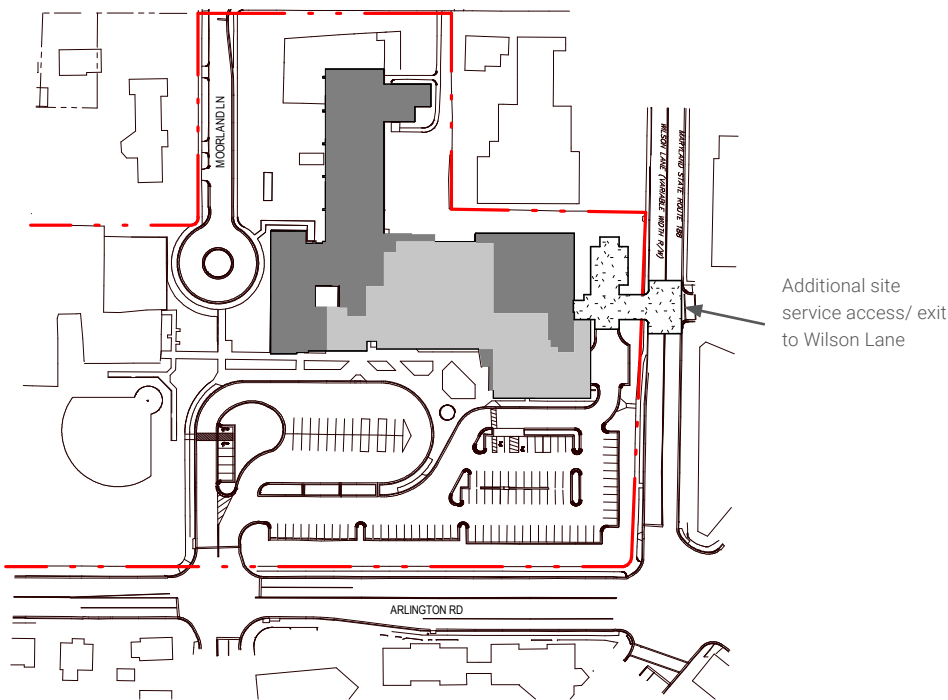 MOORLAND LN
MARYLAND STATE ROUTE 188
WILSON LANE (VARIABLE WIDTH R/W)
Additional site
service access/ exit
to Wilson Lane
ARLINGTON RD